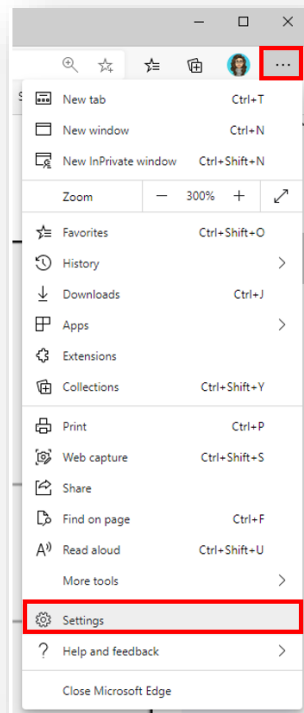 New tab Ctrl+T
New window Ctrl+N
New InPrivate window Ctrl+Shift+N
Zoom — 300% +
Favorites Ctrl+Shift+O
History
Downloads Ctrl+J
Apps
Extensions
Collections Ctrl+Shift+Y
Print Ctrl+P
Web capture Ctrl+Shift+S
Share
Find on page Ctrl+F
Read aloud Ctrl+Shift+U
More tools
Settings
Help and feedback
Close Microsoft Edge